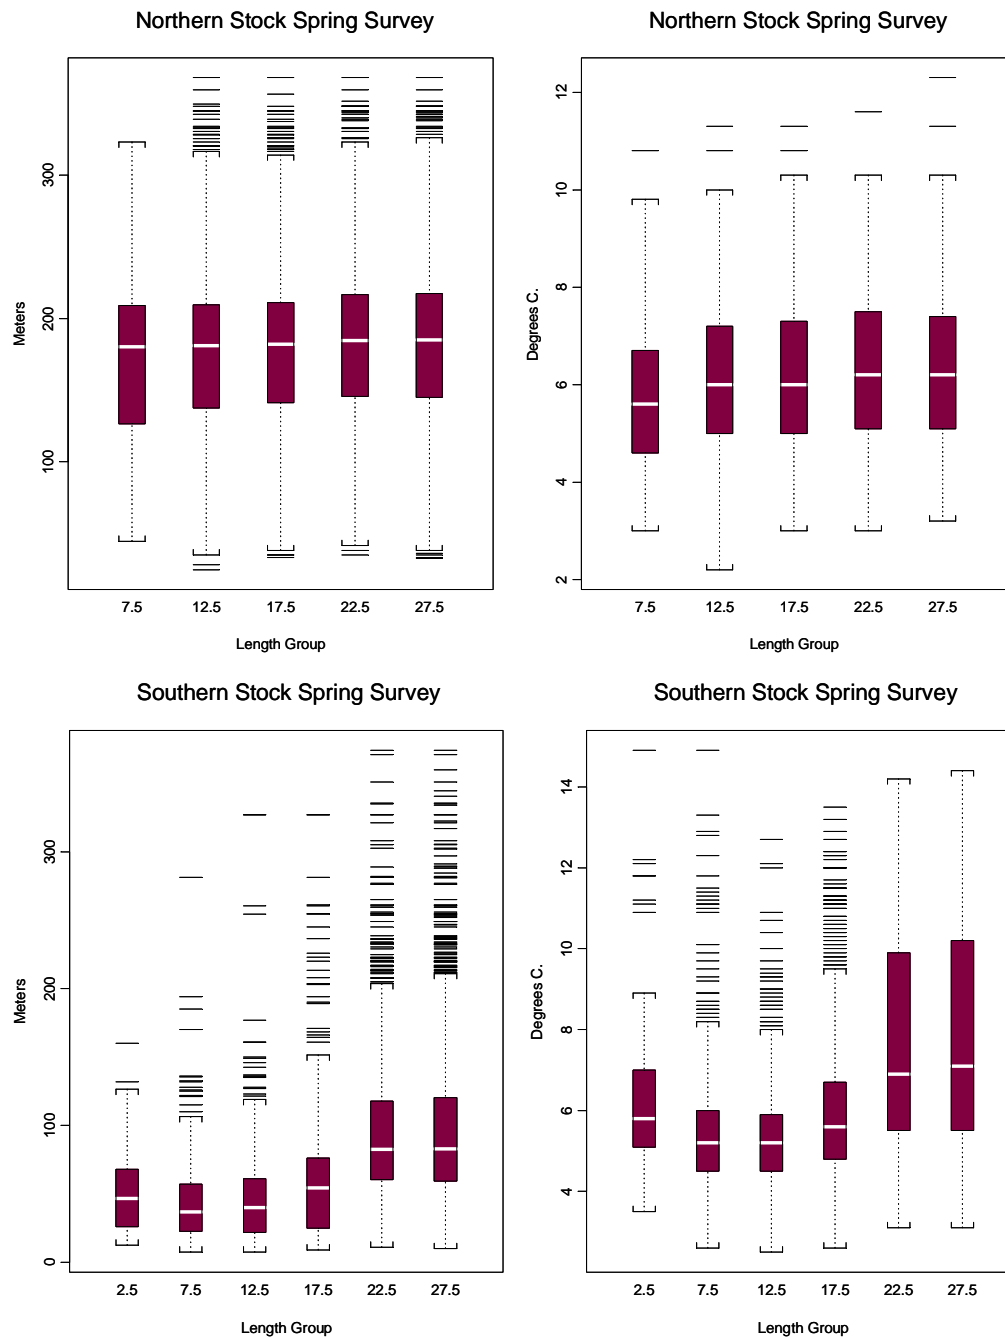 Northern Stock Spring Survey
Meters
300
200
100
7.5 12.5 17.5 22.5 27.5
Length Group
Northern Stock Spring Survey
Degrees C.
12
10
8
6
4
2
7.5 12.5 17.5 22.5 27.5
Length Group
Southern Stock Spring Survey
Meters
300
200
100
0
2.5 7.5 12.5 17.5 22.5 27.5
Length Group
Southern Stock Spring Survey
Degrees C.
14
12
10
8
6
4
2.5 7.5 12.5 17.5 22.5 27.5
Length Group